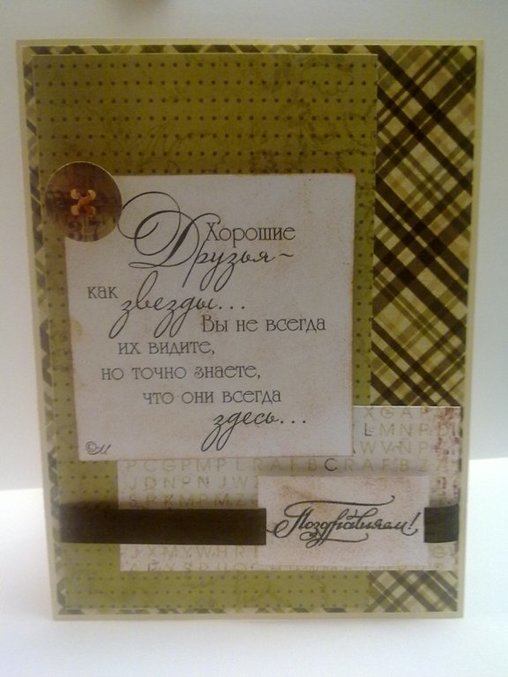 Хорошие
Друзья~
как
звезды...
Вы не всегда
их видите,
но точно знаете,
что они всегда
здесь...
Поздравляем!